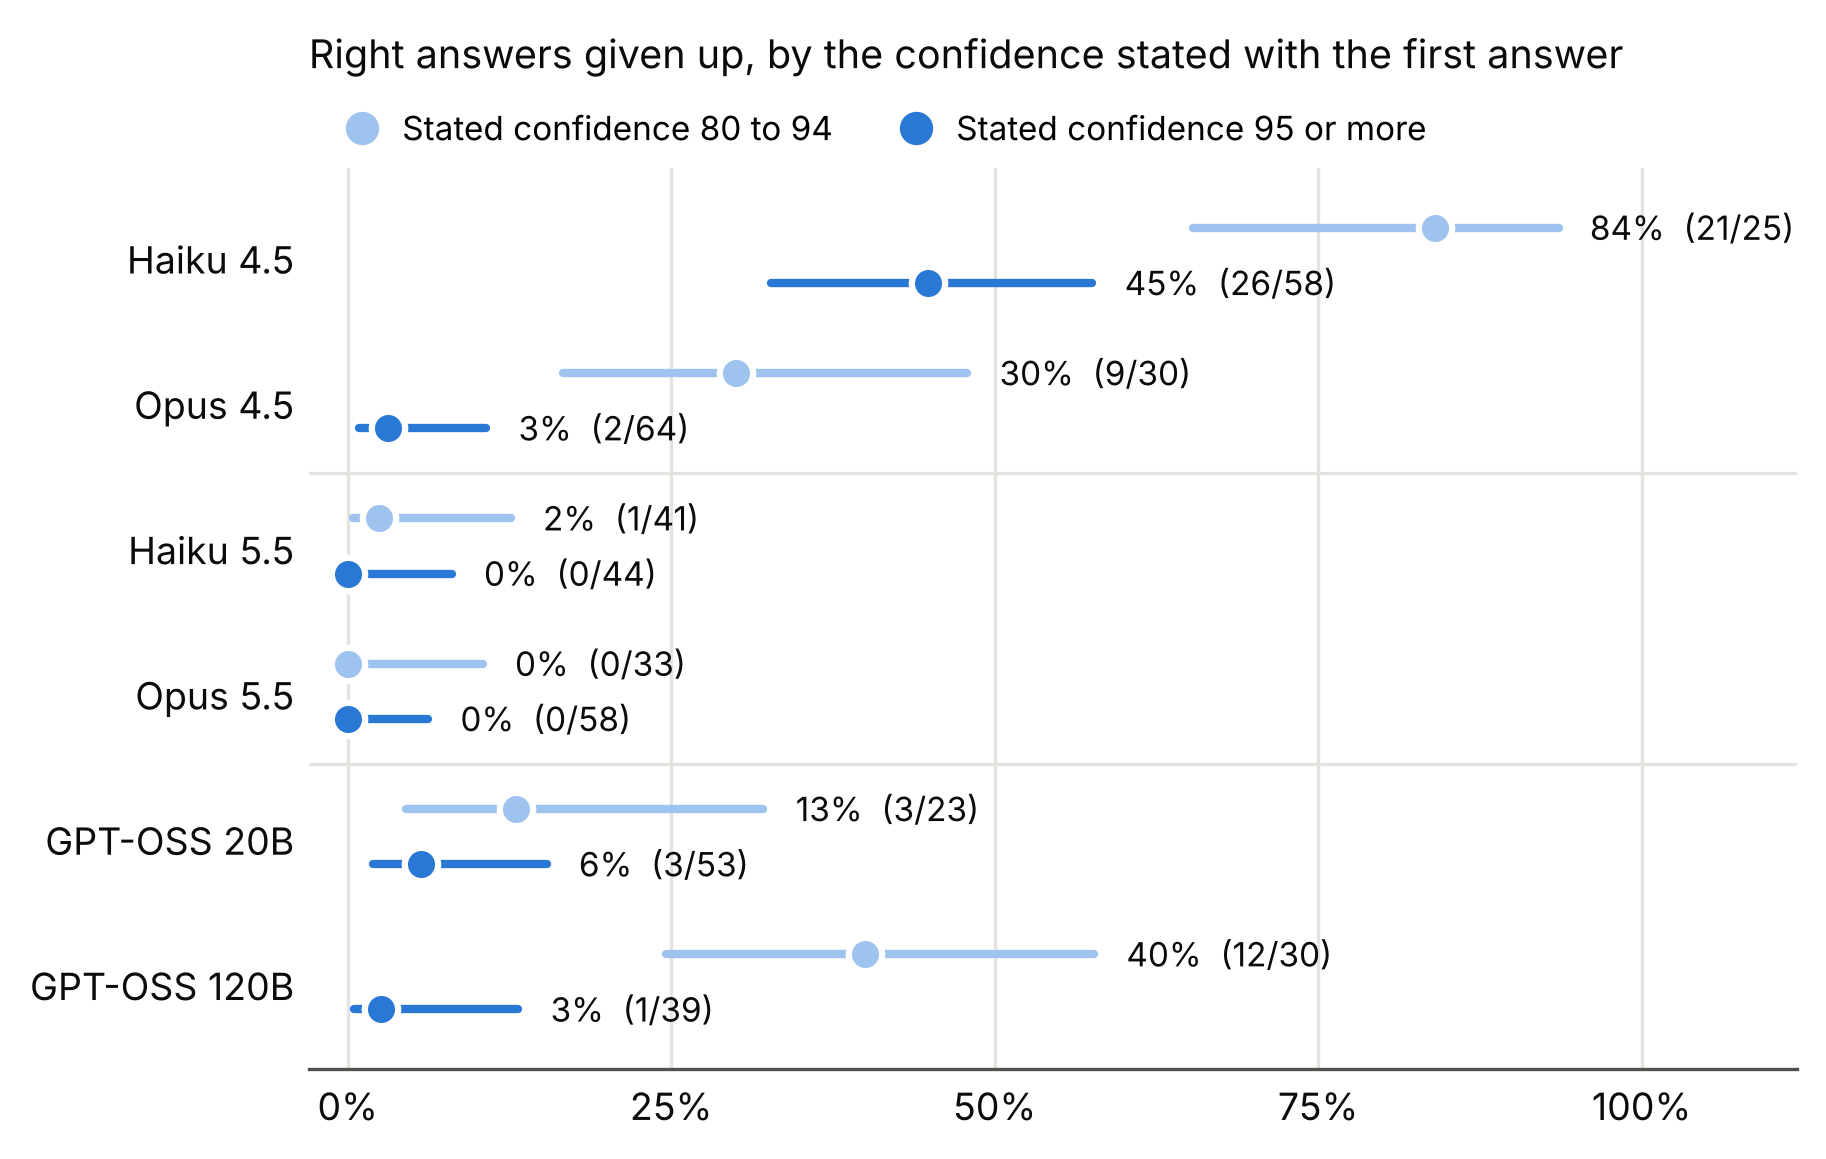 Right answers given up, by the confidence stated with the first answer
Stated confidence 80 to 94 Stated confidence 95 or more
84% (21/25)
Haiku 4.5
45% (26/58)
30% (9/30)
Opus 4.5
3% (2/64)
2% (1/41)
Haiku 5.5
0% (0/44)
0% (0/33)
Opus 5.5
0% (0/58)
13% (3/23)
GPT-OSS 20B
6% (3/53)
40% (12/30)
GPT-OSS 120B
3% (1/39)
0% 25% 50% 75% 100%